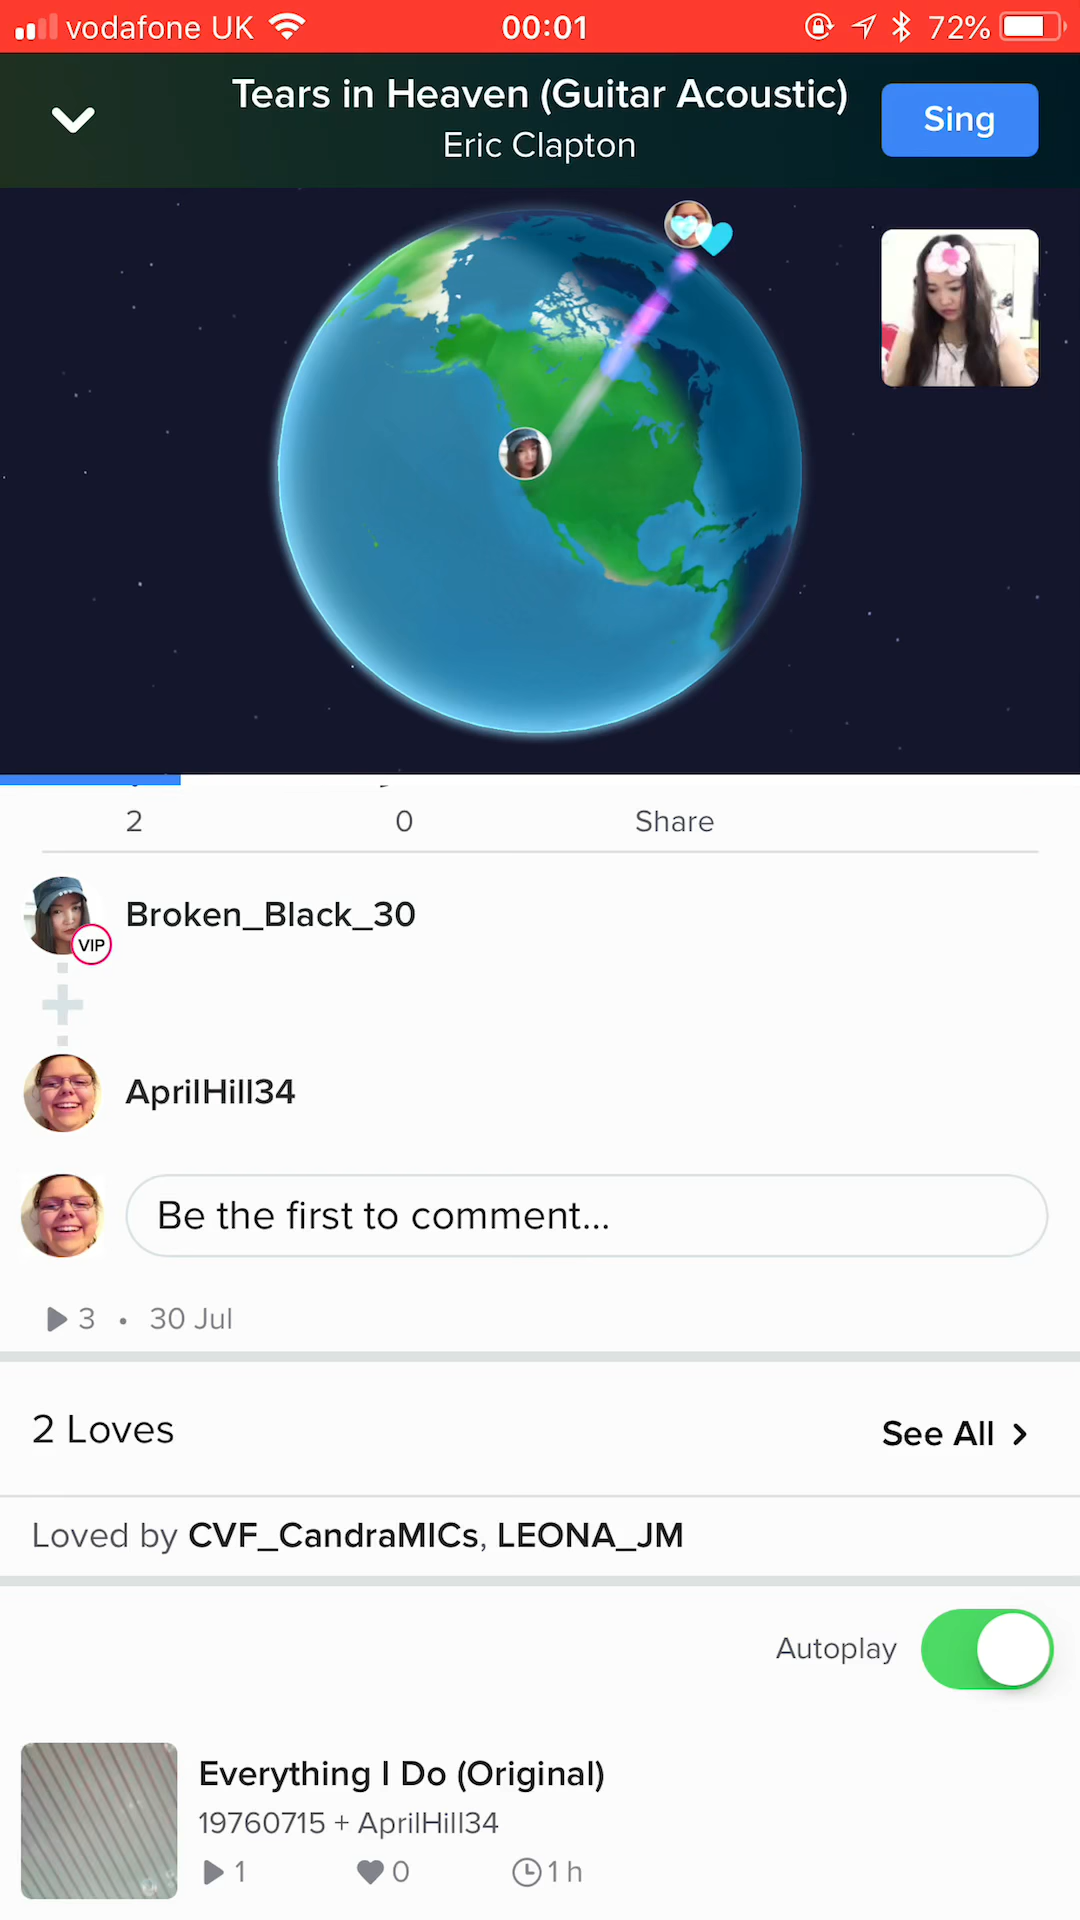 vodafone UK 00:01 72%
Tears in Heaven (Guitar Acoustic)
Eric Clapton
Sing
2 0 Share
Broken_Black_30
VIP
AprilHill34
Be the first to comment...
3 • 30 Jul
2 Loves
See All
Loved by CVF_CandraMICs, LEONA_JM
Autoplay
Everything I Do (Original)
19760715 + AprilHill34
1 0 1 h